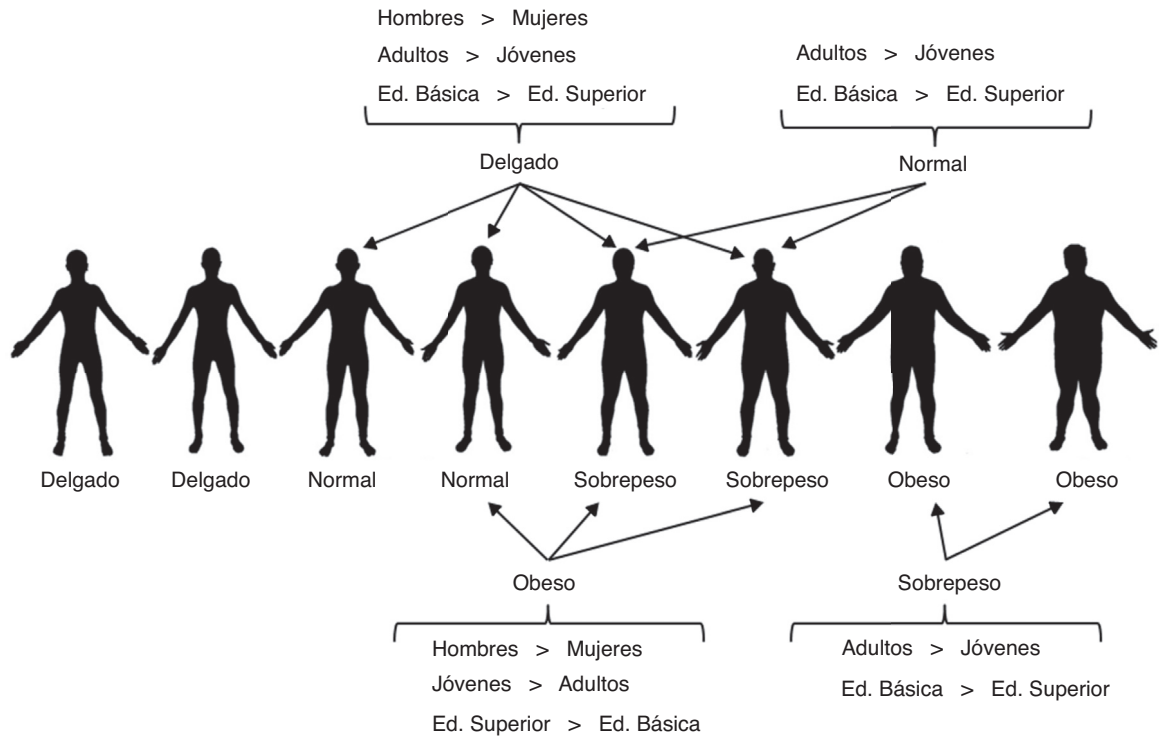 Hombres > Mujeres
Adultos > Jóvenes
Ed. Básica > Ed. Superior
Delgado
Adultos > Jóvenes
Ed. Básica > Ed. Superior
Normal
Delgado Delgado Normal Normal Sobrepeso Sobrepeso Obeso Obeso
Obeso
Hombres > Mujeres
Jóvenes > Adultos
Ed. Superior > Ed. Básica
Sobrepeso
Adultos > Jóvenes
Ed. Básica > Ed. Superior